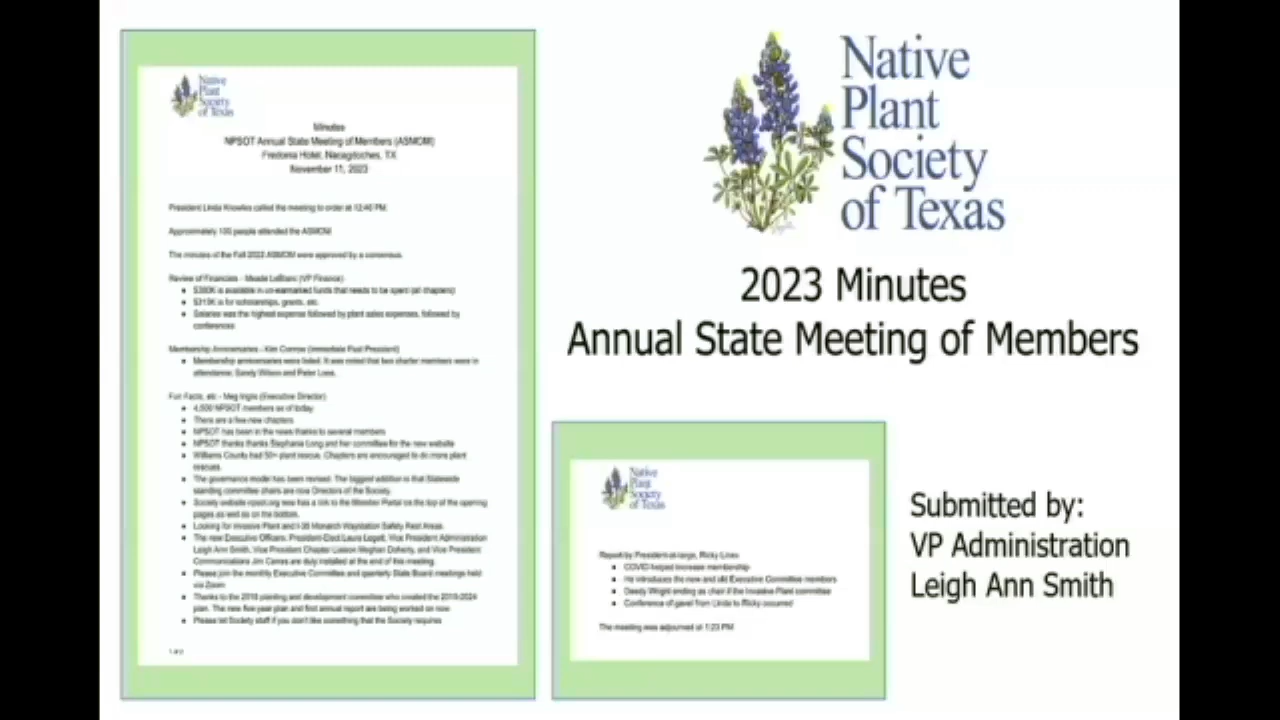 Native
Plant
Society
of Texas
Minutes
NPSOT Annual State Meeting of Members (ASMOM)
Fredonia Hotel, Nacogdoches, TX
November 11, 2023
President Linda Knowles called the meeting to order at 12:40 PM.
Approximately 100 people attended the ASMOM
The minutes of the Fall 2022 ASMOM were approved by a consensus.
Review of Financies - Meade LeBlanc (VP Finance)
$380K is available in un-earmarked funds that needs to be spent (all chapters)
is for scholarships, grants, etc.
Salaries was the highest expense followed by plant sales expenses, followed by
conferences
Membership Anniversaries - Kim Conrow (Immediate Past President)
Membership anniversaries were listed. It was noted that two charter members were in
attendance: Sandy Wilson and Peter Loos.
Fun Facts, etc - Meg Inglis (Executive Director)
4,500 NPSOT members as of today
There are a few new chapters
NPSOT has been in the news thanks to several members
NPSOT thanks thanks Stephanie Long and her committee for the new website
Williams County had 50+ plant rescue. Chapters are encouraged to do more plant
rescues.
The governance model has been revised. The biggest addition is that Statewide
standing committee chairs are now Directors of the Society.
Society website npsot.org now has a link to the Member Portal on the top of the opening
pages as well as on the bottom.
Looking for Invasive Plant and I-35 Monarch Waystation Safety Rest Areas
The new Executive Officers: President-Elect Laura Legett, Vice President Administration
Leigh Ann Smith, Vice President Chapter Liaison Meghan Doherty, and Vice President
Communications Jim Carnes are duly installed at the end of this meeting.
Please join the monthly Executive Committee and quarterly State Board meetings held
via Zoom
Thanks to the 2018 planting and development committee who created the 2019-2024
plan. The new five year plan and first annual report are being worked on now
Please let Society staff if you don't like something that the Society requires
1 of 2
Native
Plant
Society
of Texas
2023 Minutes
Annual State Meeting of Members
Native
Plant
Society
of Texas
Report by President-at-large, Ricky Linex
COVID helped increase membership
He introduces the new and old Executive Committee members
Deedy Wright ending as chair if the Invasive Plant committee
Conference of gavel from Linda to Ricky occurred
The meeting was adjourned at 1:23 PM
Submitted by:
VP Administration
Leigh Ann Smith